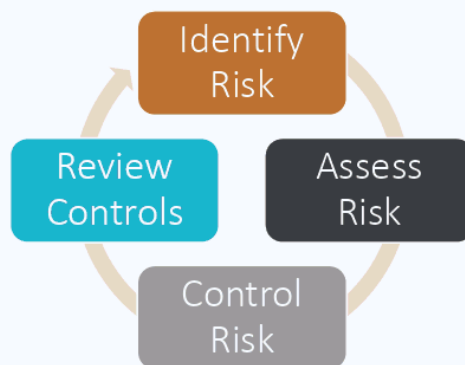 Identify
Risk
Assess
Risk
Control
Risk
Review
Controls